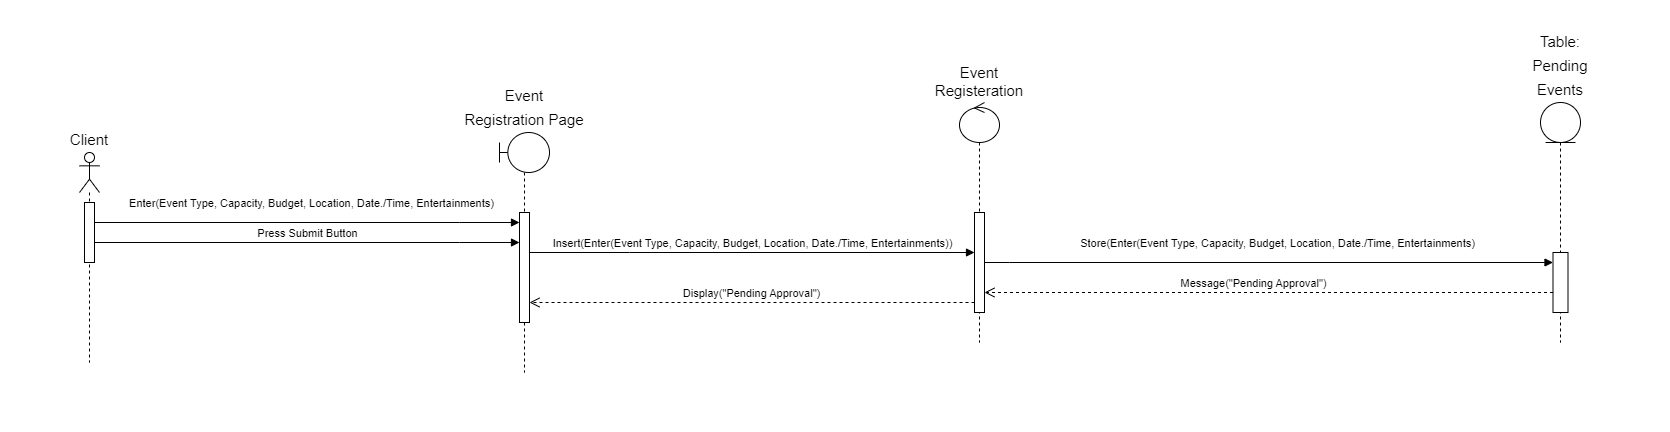 Table:
Pending
Events
Event
Registeration
Event
Registration Page
Client
Enter(Event Type, Capacity, Budget, Location, Date./Time, Entertainments)
Press Submit Button
Insert(Enter(Event Type, Capacity, Budget, Location, Date./Time, Entertainments))
Store(Enter(Event Type, Capacity, Budget, Location, Date./Time, Entertainments)
Message("Pending Approval")
Display("Pending Approval")